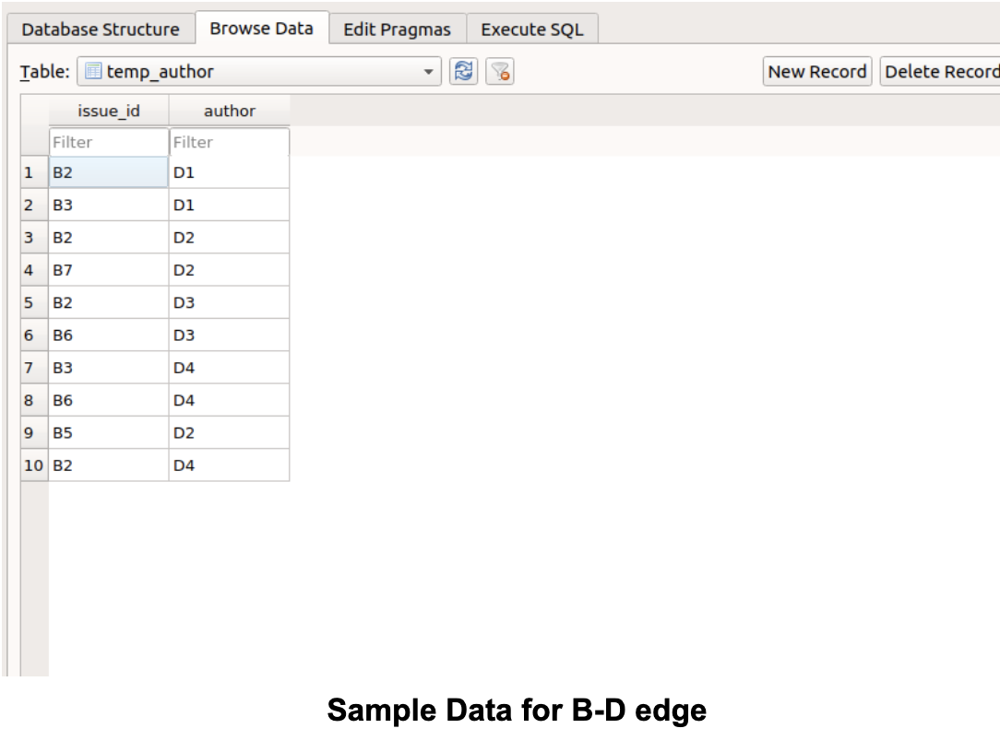 Database Structure Browse Data Edit Pragmas Execute SQL
Table: temp_author New Record Delete Record
issue_id author
Filter Filter
1 B2 D1
2 B3 D1
3 B2 D2
4 B7 D2
5 B2 D3
6 B6 D3
7 B3 D4
8 B6 D4
9 B5 D2
10 B2 D4
Sample Data for B-D edge